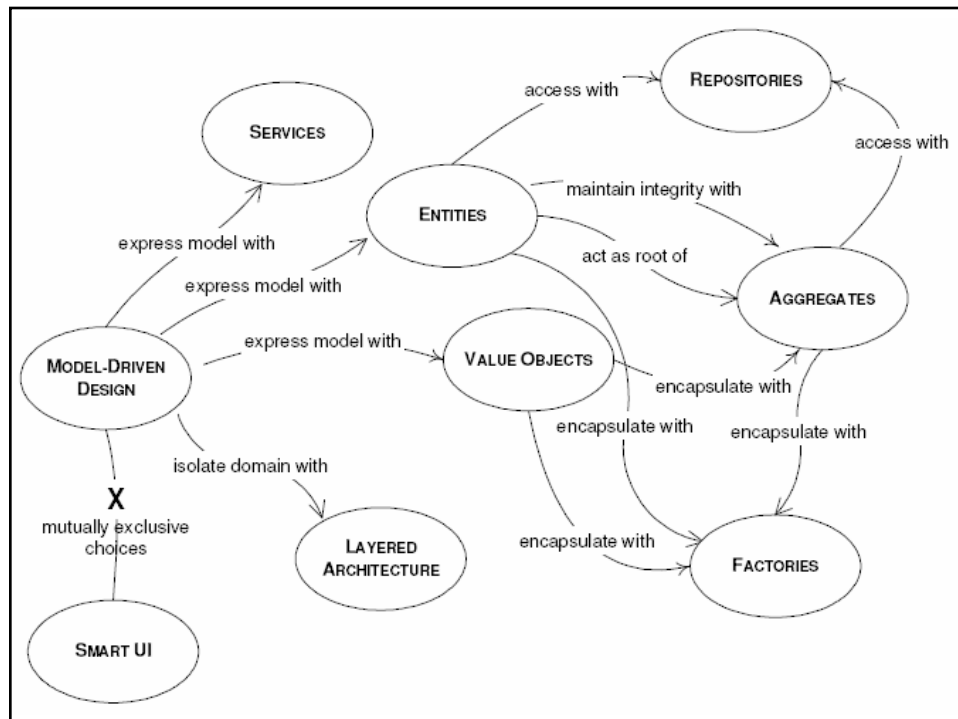 REPOSITORIES
access with
SERVICES
access with
maintain integrity with
ENTITIES
express model with
act as root of
AGGREGATES
express model with
express model with
VALUE OBJECTS
MODEL-DRIVEN
DESIGN
encapsulate with
encapsulate with
encapsulate with
isolate domain with
X
mutually exclusive
choices
encapsulate with
LAYERED
ARCHITECTURE
FACTORIES
SMART UI